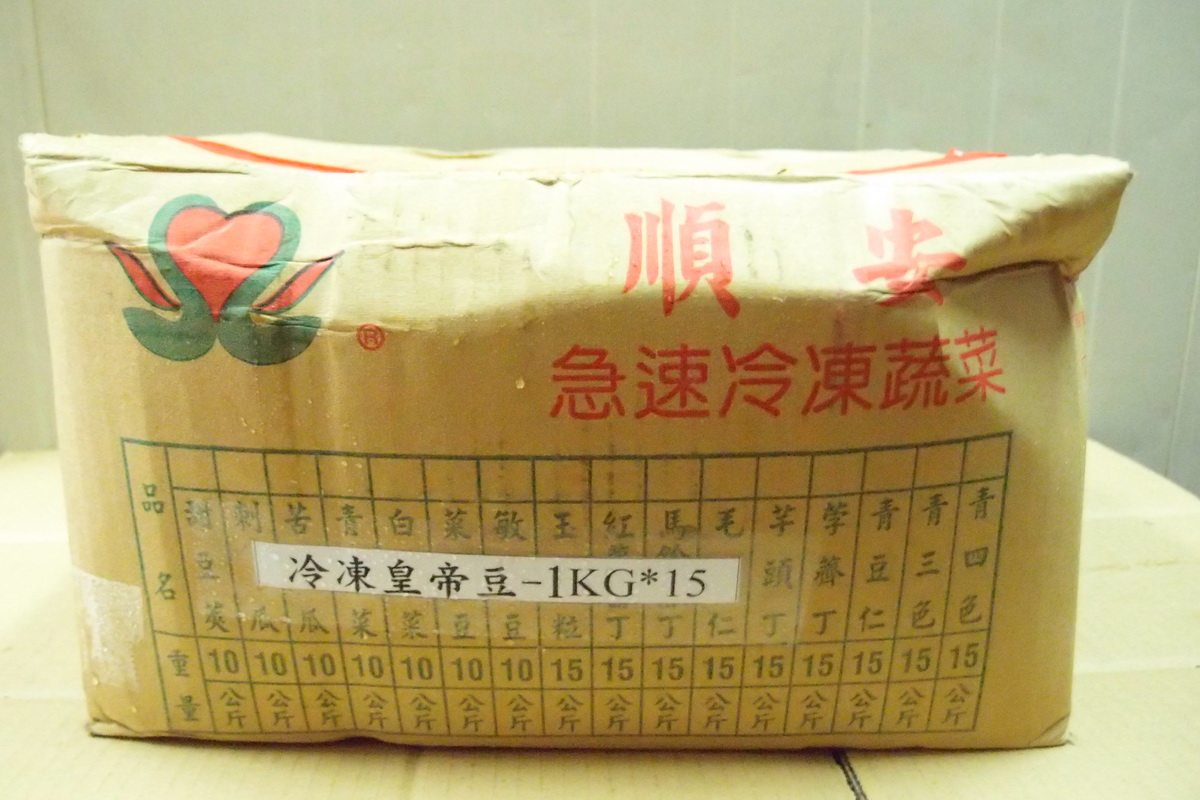 順安
®
急速冷凍蔬菜
冷凍皇帝豆-1KG*15
品名
甜豆莢
刺瓜
苦瓜
青菜
白菜
菜豆
敏豆
玉粒
紅丁
馬鈴丁
毛仁
芋頭丁
荸薺丁
青豆仁
青三色
青四色
重量
10 10 10 10 10 10 10 15 15 15 15 15 15 15 15 15
公斤 公斤 公斤 公斤 公斤 公斤 公斤 公斤 公斤 公斤 公斤 公斤 公斤 公斤 公斤 公斤